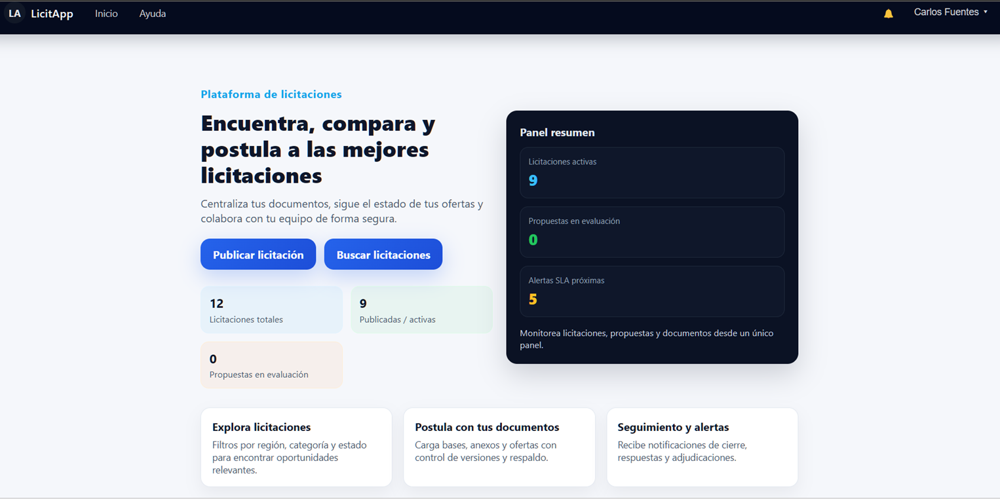 LA LicitApp Inicio Ayuda Carlos Fuentes
Plataforma de licitaciones
Encuentra, compara y
postula a las mejores
licitaciones
Centraliza tus documentos, sigue el estado de tus ofertas y
colabora con tu equipo de forma segura.
Publicar licitación Buscar licitaciones
12
Licitaciones totales
9
Publicadas / activas
0
Propuestas en evaluación
Panel resumen
Licitaciones activas
9
Propuestas en evaluación
0
Alertas SLA próximas
5
Monitorea licitaciones, propuestas y documentos desde un único
panel.
Explora licitaciones
Filtros por región, categoría y estado
para encontrar oportunidades
relevantes.
Postula con tus documentos
Carga bases, anexos y ofertas con
control de versiones y respaldo.
Seguimiento y alertas
Recibe notificaciones de cierre,
respuestas y adjudicaciones.